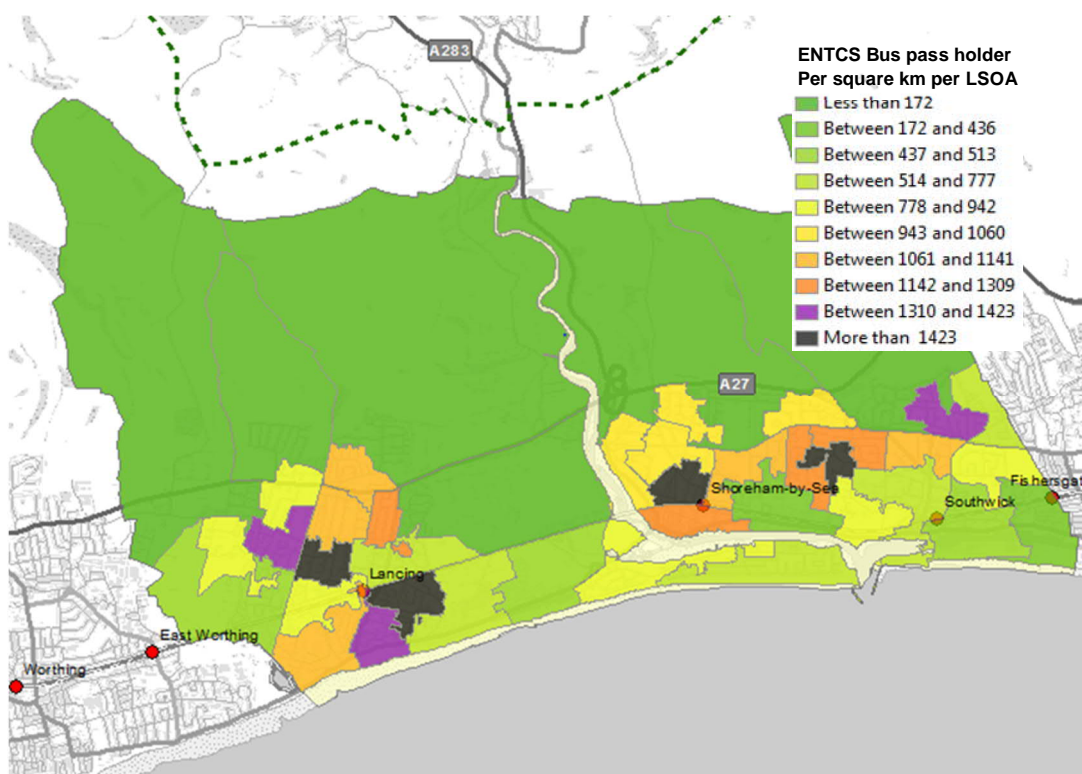 A283
ENTCS Bus pass holder
Per square km per LSOA
Less than 172
Between 172 and 436
Between 437 and 513
Between 514 and 777
Between 778 and 942
Between 943 and 1060
Between 1061 and 1141
Between 1142 and 1309
Between 1310 and 1423
More than 1423
A27
Shoreham-by-Sea
Fishersgat
Southwick
Lancing
East Worthing
Worthing